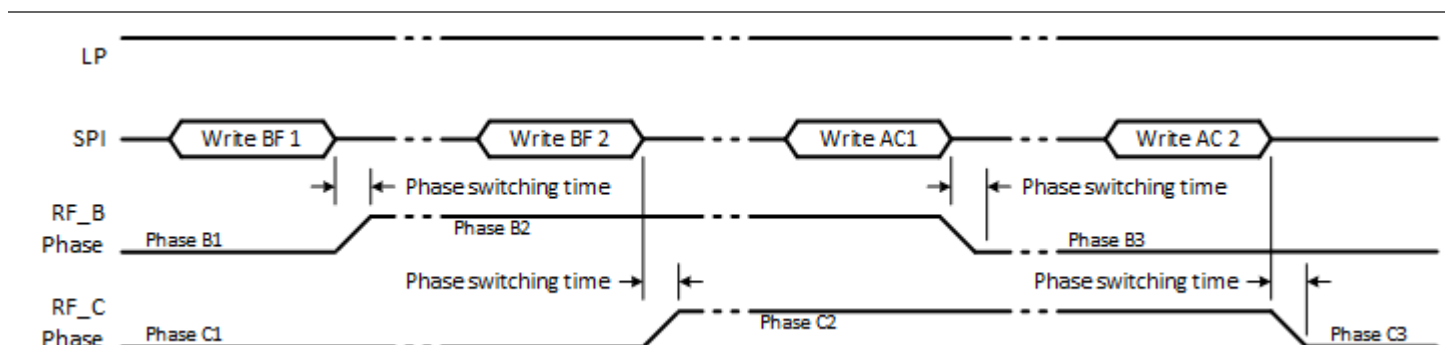 LP
SPI
Write BF 1
Write BF 2
Write AC1
Write AC 2
Phase switching time
Phase switching time
RF_B
Phase
Phase B1
Phase B2
Phase B3
Phase switching time
Phase switching time
RF_C
Phase
Phase C1
Phase C2
Phase C3